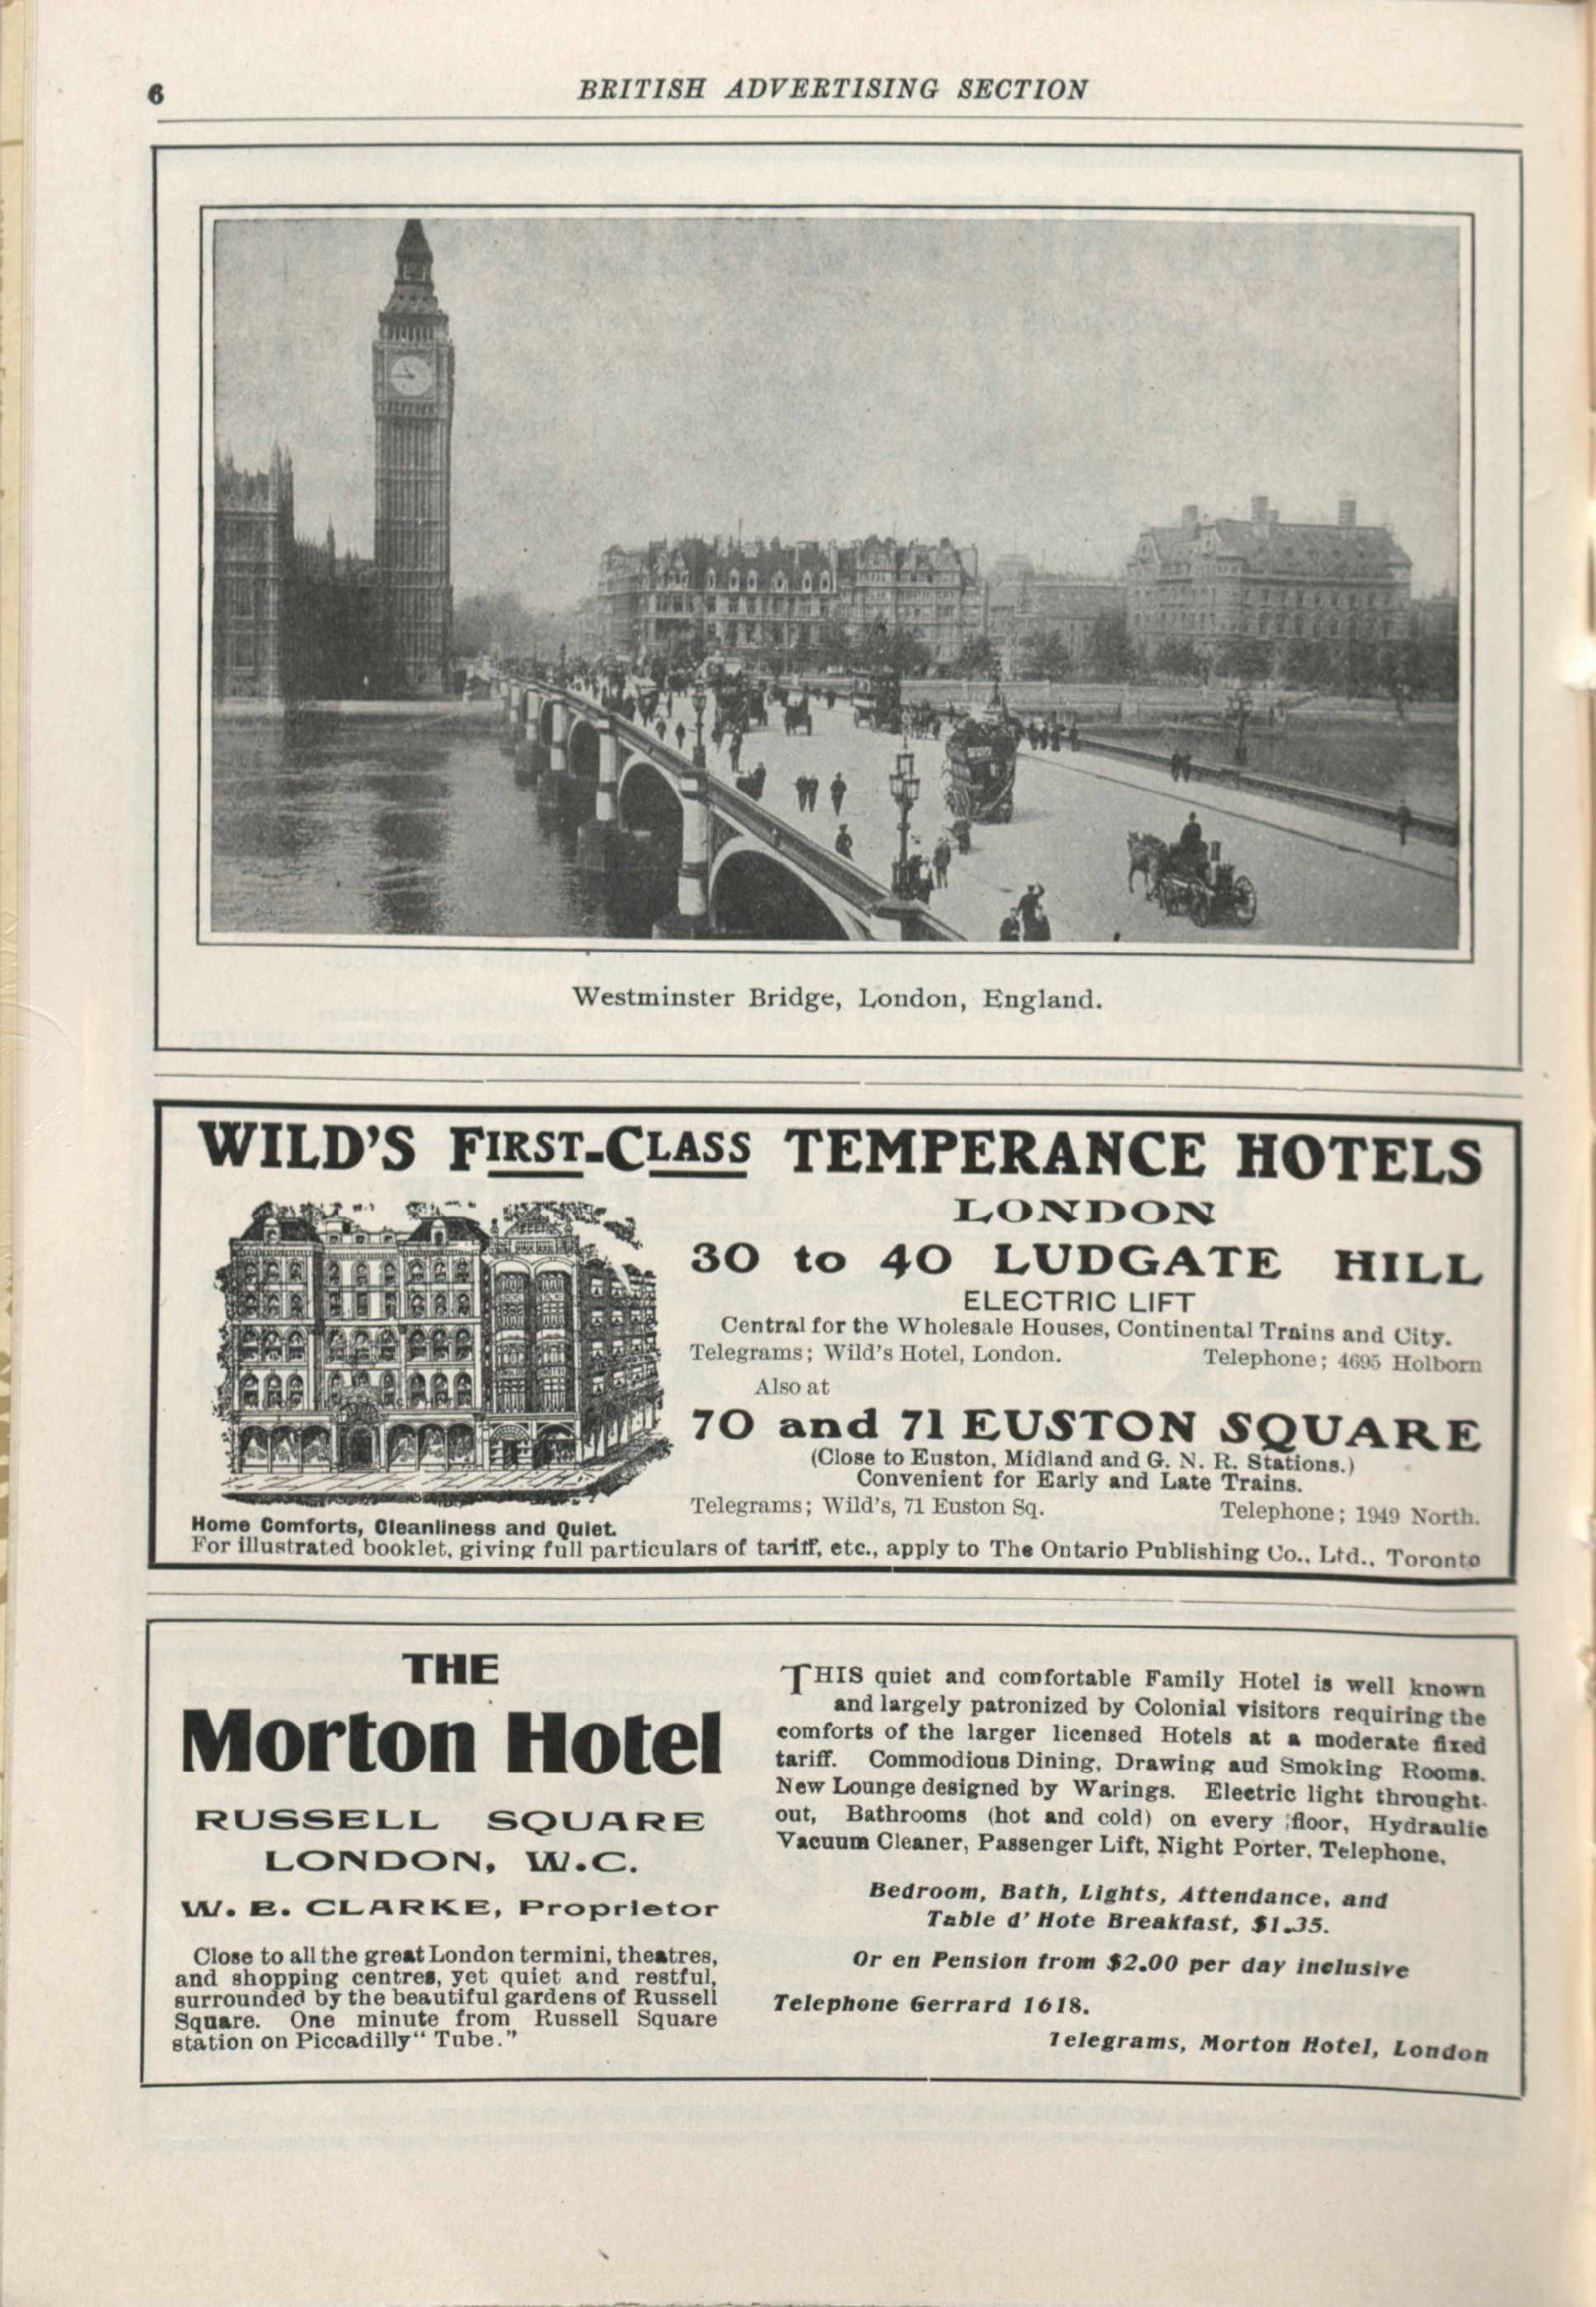 6
BRITISH ADVERTISING SECTION
Westminster Bridge, London, England.
WILD'S FIRST-CLASS TEMPERANCE HOTELS
LONDON
30 to 40 LUDGATE HILL
ELECTRIC LIFT
Central for the Wholesale Houses, Continental Trains and City.
Telegrams; Wild's Hotel, London. Telephone; 4695 Holborn
Also at
70 and 71 EUSTON SQUARE
(Close to Euston, Midland and G. N. R. Stations.)
Convenient for Early and Late Trains.
Telegrams; Wild's, 71 Euston Sq. Telephone; 1949 North.
Home Comforts, Cleanliness and Quiet.
For illustrated booklet, giving full particulars of tariff, etc., apply to The Ontario Publishing Co., Ltd., Toronto
THE
Morton Hotel
RUSSELL SQUARE
LONDON, W.C.
W. E. CLARKE, Proprietor
Close to all the great London termini, theatres,
and shopping centres, yet quiet and restful,
surrounded by the beautiful gardens of Russell
Square. One minute from Russell Square
station on Piccadilly "Tube."
THIS quiet and comfortable Family Hotel is well known
and largely patronized by Colonial visitors requiring the
comforts of the larger licensed Hotels at a moderate fixed
tariff. Commodious Dining, Drawing aud Smoking Rooms.
New Lounge designed by Warings. Electric light throught-
out, Bathrooms (hot and cold) on every floor, Hydraulic
Vacuum Cleaner, Passenger Lift, Night Porter, Telephone.
Bedroom, Bath, Lights, Attendance, and
Table d' Hote Breakfast, $1.35.
Or en Pension from $2.00 per day inclusive
Telephone Gerrard 1618.
Telegrams, Morton Hotel, London